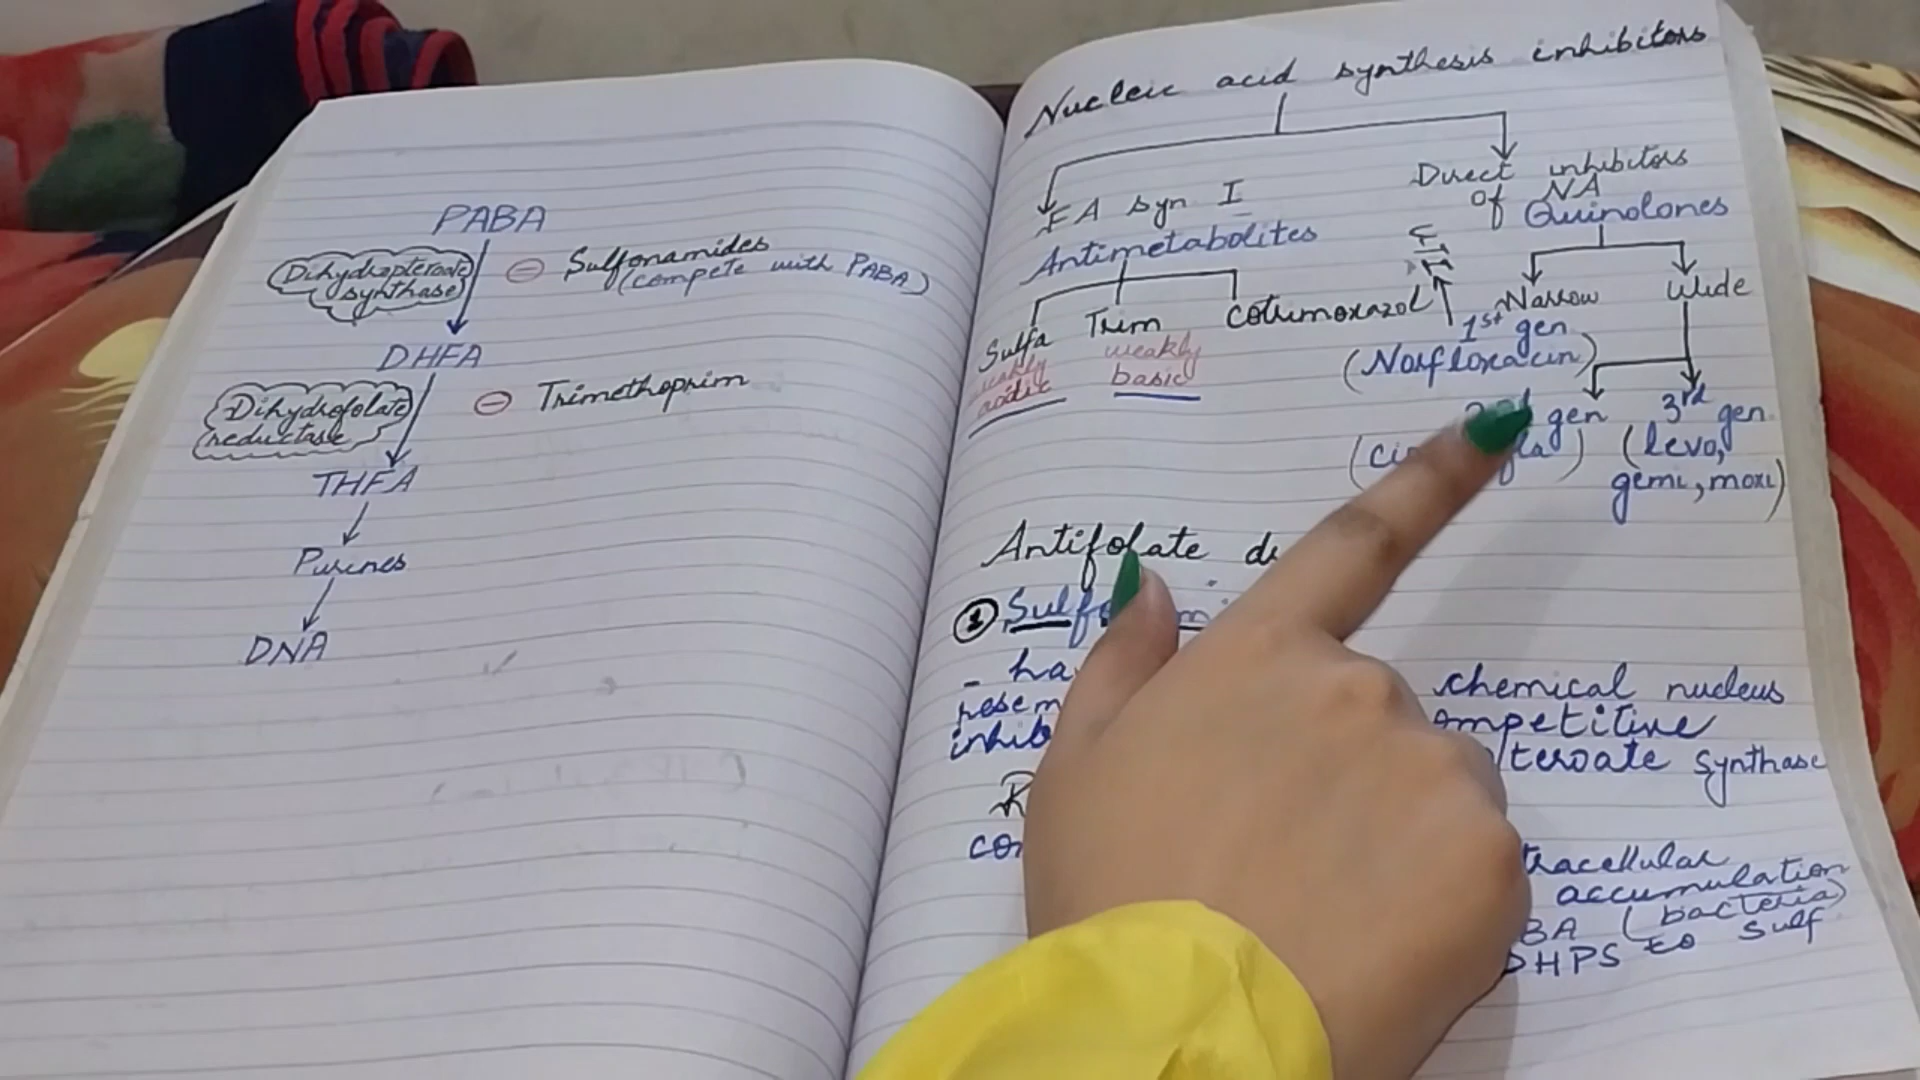 PABA
Dihydropteroate
synthase
Sulfonamides
(compete with PABA)
DHFA
Dihydrofolate
reductase
Trimethoprim
THFA
Purines
DNA
Nucleic acid synthesis inhibitors
FA syn I
Antimetabolites
Sulfa
weakly
acidic
Trim
weakly
basic
Cotrimoxazol
Direct inhibitors
of NA
Quinolones
Narrow
1st gen
(Norfloxacin)
Wide
gen
3rd gen
(levo,
gemi, moxi)
Antifolate
chemical nucleus
synthase
accumulation
(bacteria)
DHPS to sulf